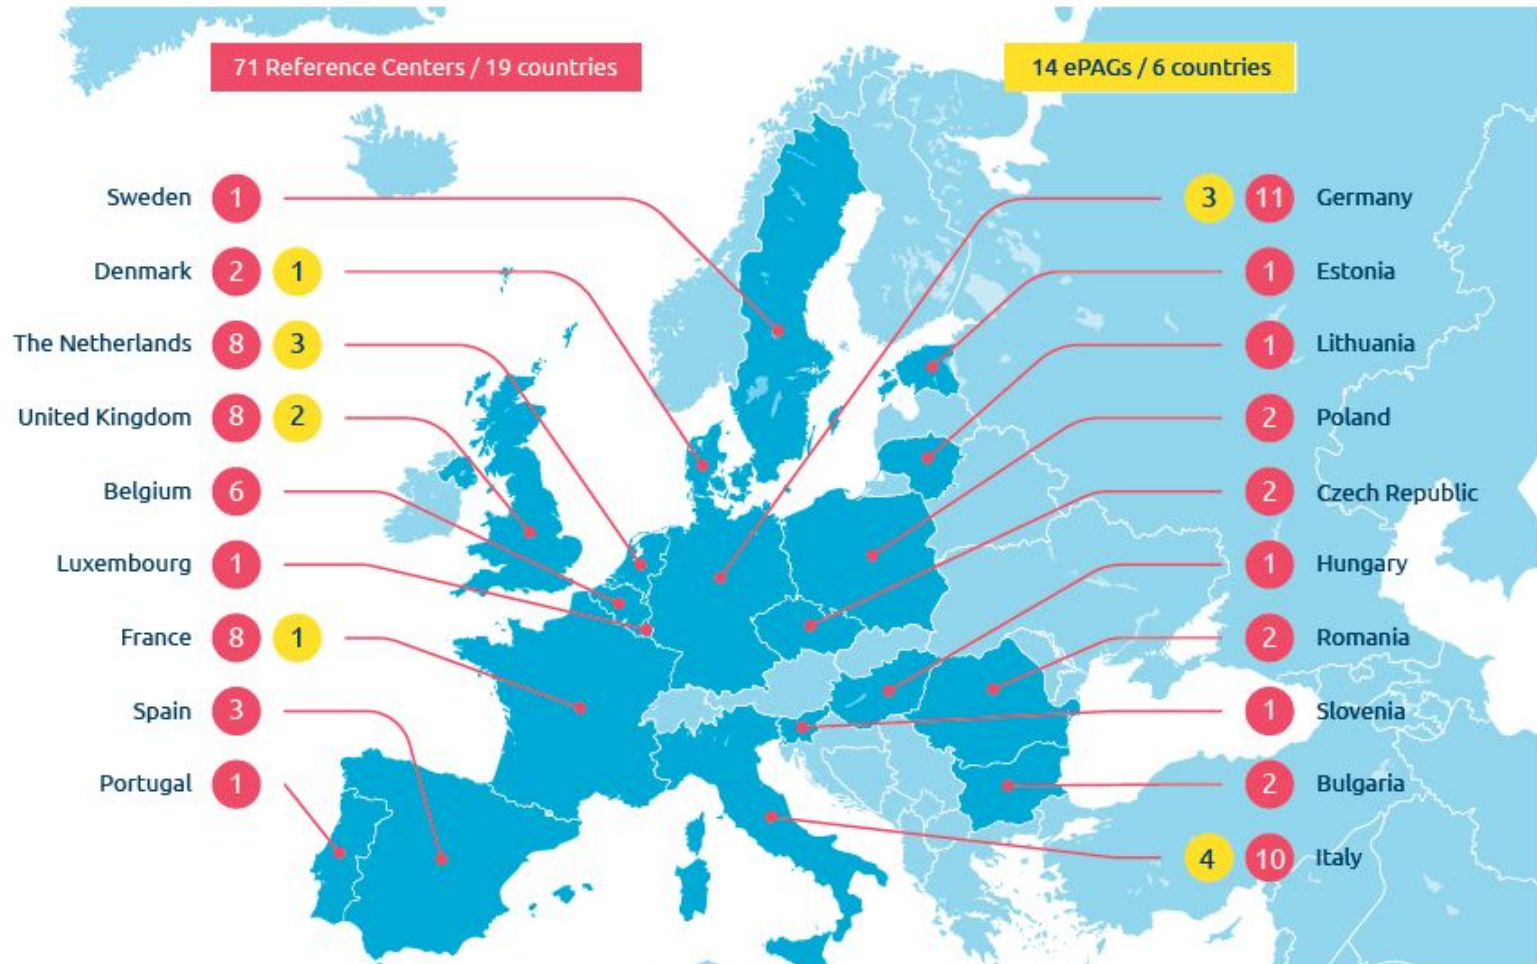 71 Reference Centers / 19 countries
14 ePAGs / 6 countries
Sweden 1
Denmark 2 1
The Netherlands 8 3
United Kingdom 8 2
Belgium 6
Luxembourg 1
France 8 1
Spain 3
Portugal 1
3 11 Germany
1 Estonia
1 Lithuania
2 Poland
2 Czech Republic
1 Hungary
2 Romania
1 Slovenia
2 Bulgaria
4 10 Italy